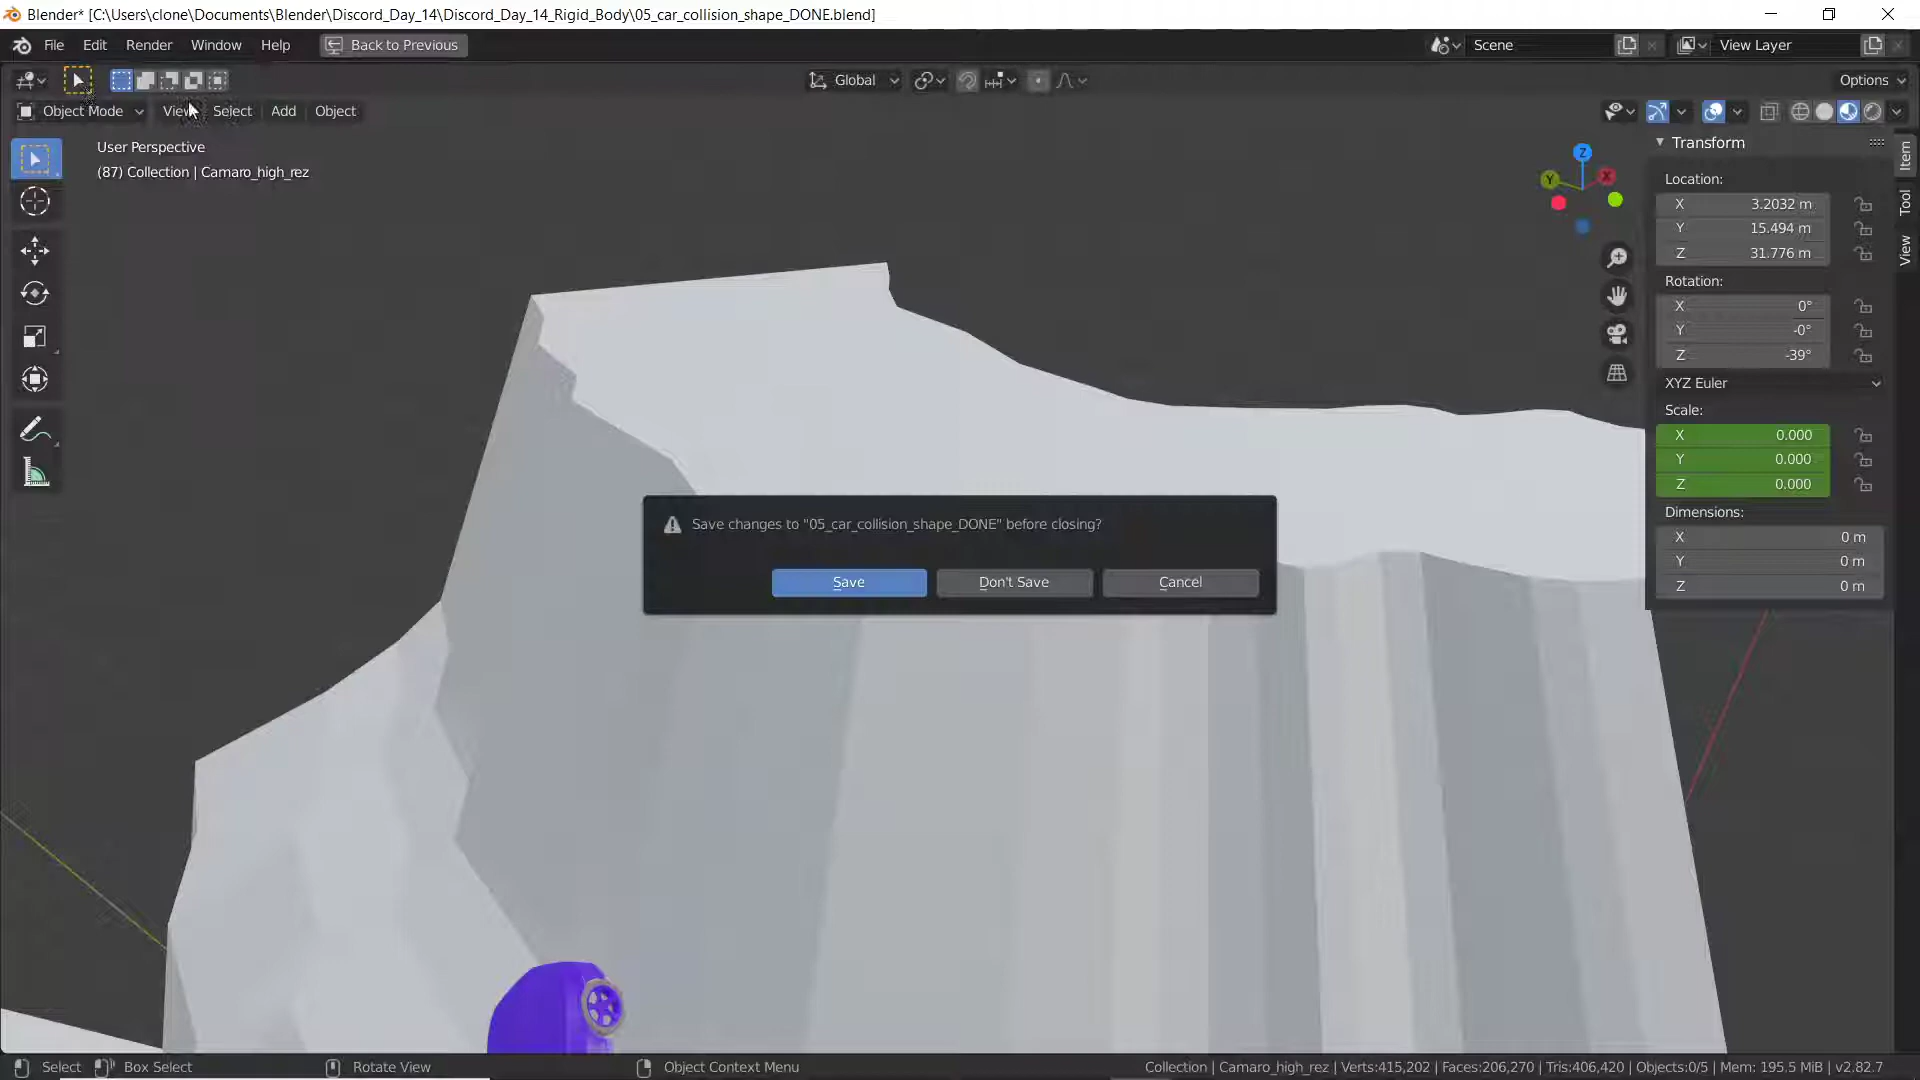 Blender* [C:\Users\clone\Documents\Blender\Discord_Day_14\Discord_Day_14_Rigid_Body\05_car_collision_shape_DONE.blend]
File Edit Render Window Help Back to Previous Scene View Layer
Global Options
Object Mode View Select Add Object
User Perspective
(87) Collection | Camaro_high_rez
Z
Y
X
Transform
Location:
X 3.2032 m
Y 15.494 m
Z 31.776 m
Rotation:
X 0°
Y -0°
Z -39°
XYZ Euler
Scale:
X 0.000
Y 0.000
Z 0.000
Dimensions:
X 0 m
Y 0 m
Z 0 m
Item
Tool
View
Save changes to "05_car_collision_shape_DONE" before closing?
Save Don't Save Cancel
Select Box Select Rotate View Object Context Menu Collection | Camaro_high_rez | Verts:415,202 | Faces:206,270 | Tris:406,420 | Objects:0/5 | Mem: 195.5 MiB | v2.82.7